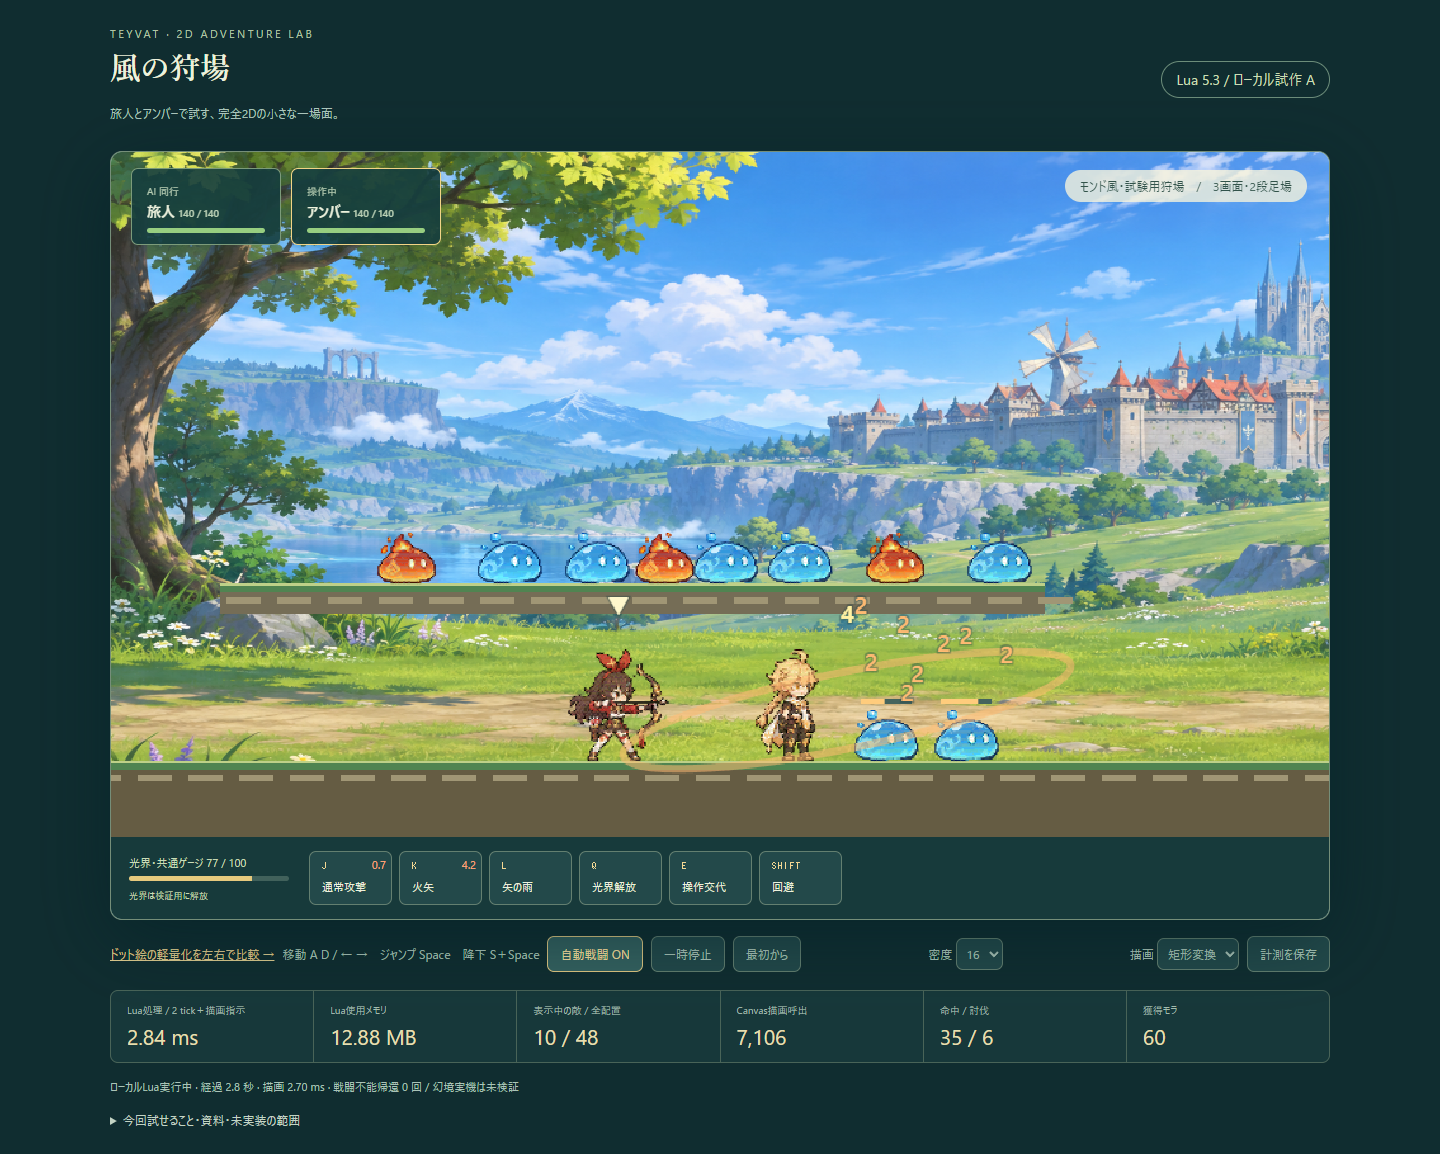 TEYVAT · 2D ADVENTURE LAB
風の狩場
Lua 5.3 / ローカル試作 A
旅人とアンバーで試す、完全2Dの小さな一場面。
AI 同行
旅人 140 / 140
操作中
アンバー 140 / 140
モンド風・試験用狩場 / 3画面・2段足場
4 2
2
2 2
2
2
2
2
光界・共通ゲージ 77 / 100
光界は検証用に解放
J 0.7
通常攻撃
K 4.2
火矢
L
矢の雨
Q
光界解放
E
操作交代
SHIFT
回避
ドット絵の軽量化を左右で比較 →
移動 A D / ← → ジャンプ Space 降下 S+Space
自動戦闘 ON
一時停止
最初から
密度 16
描画 矩形変換
計測を保存
Lua処理 / 2 tick+描画指示
2.84 ms
Lua使用メモリ
12.88 MB
表示中の敵 / 全配置
10 / 48
Canvas描画呼出
7,106
命中 / 討伐
35 / 6
獲得モラ
60
ローカルLua実行中 · 経過 2.8 秒 · 描画 2.70 ms · 戦闘不能帰還 0 回 / 幻境実機は未検証
▶ 今回試せること・資料・未実装の範囲